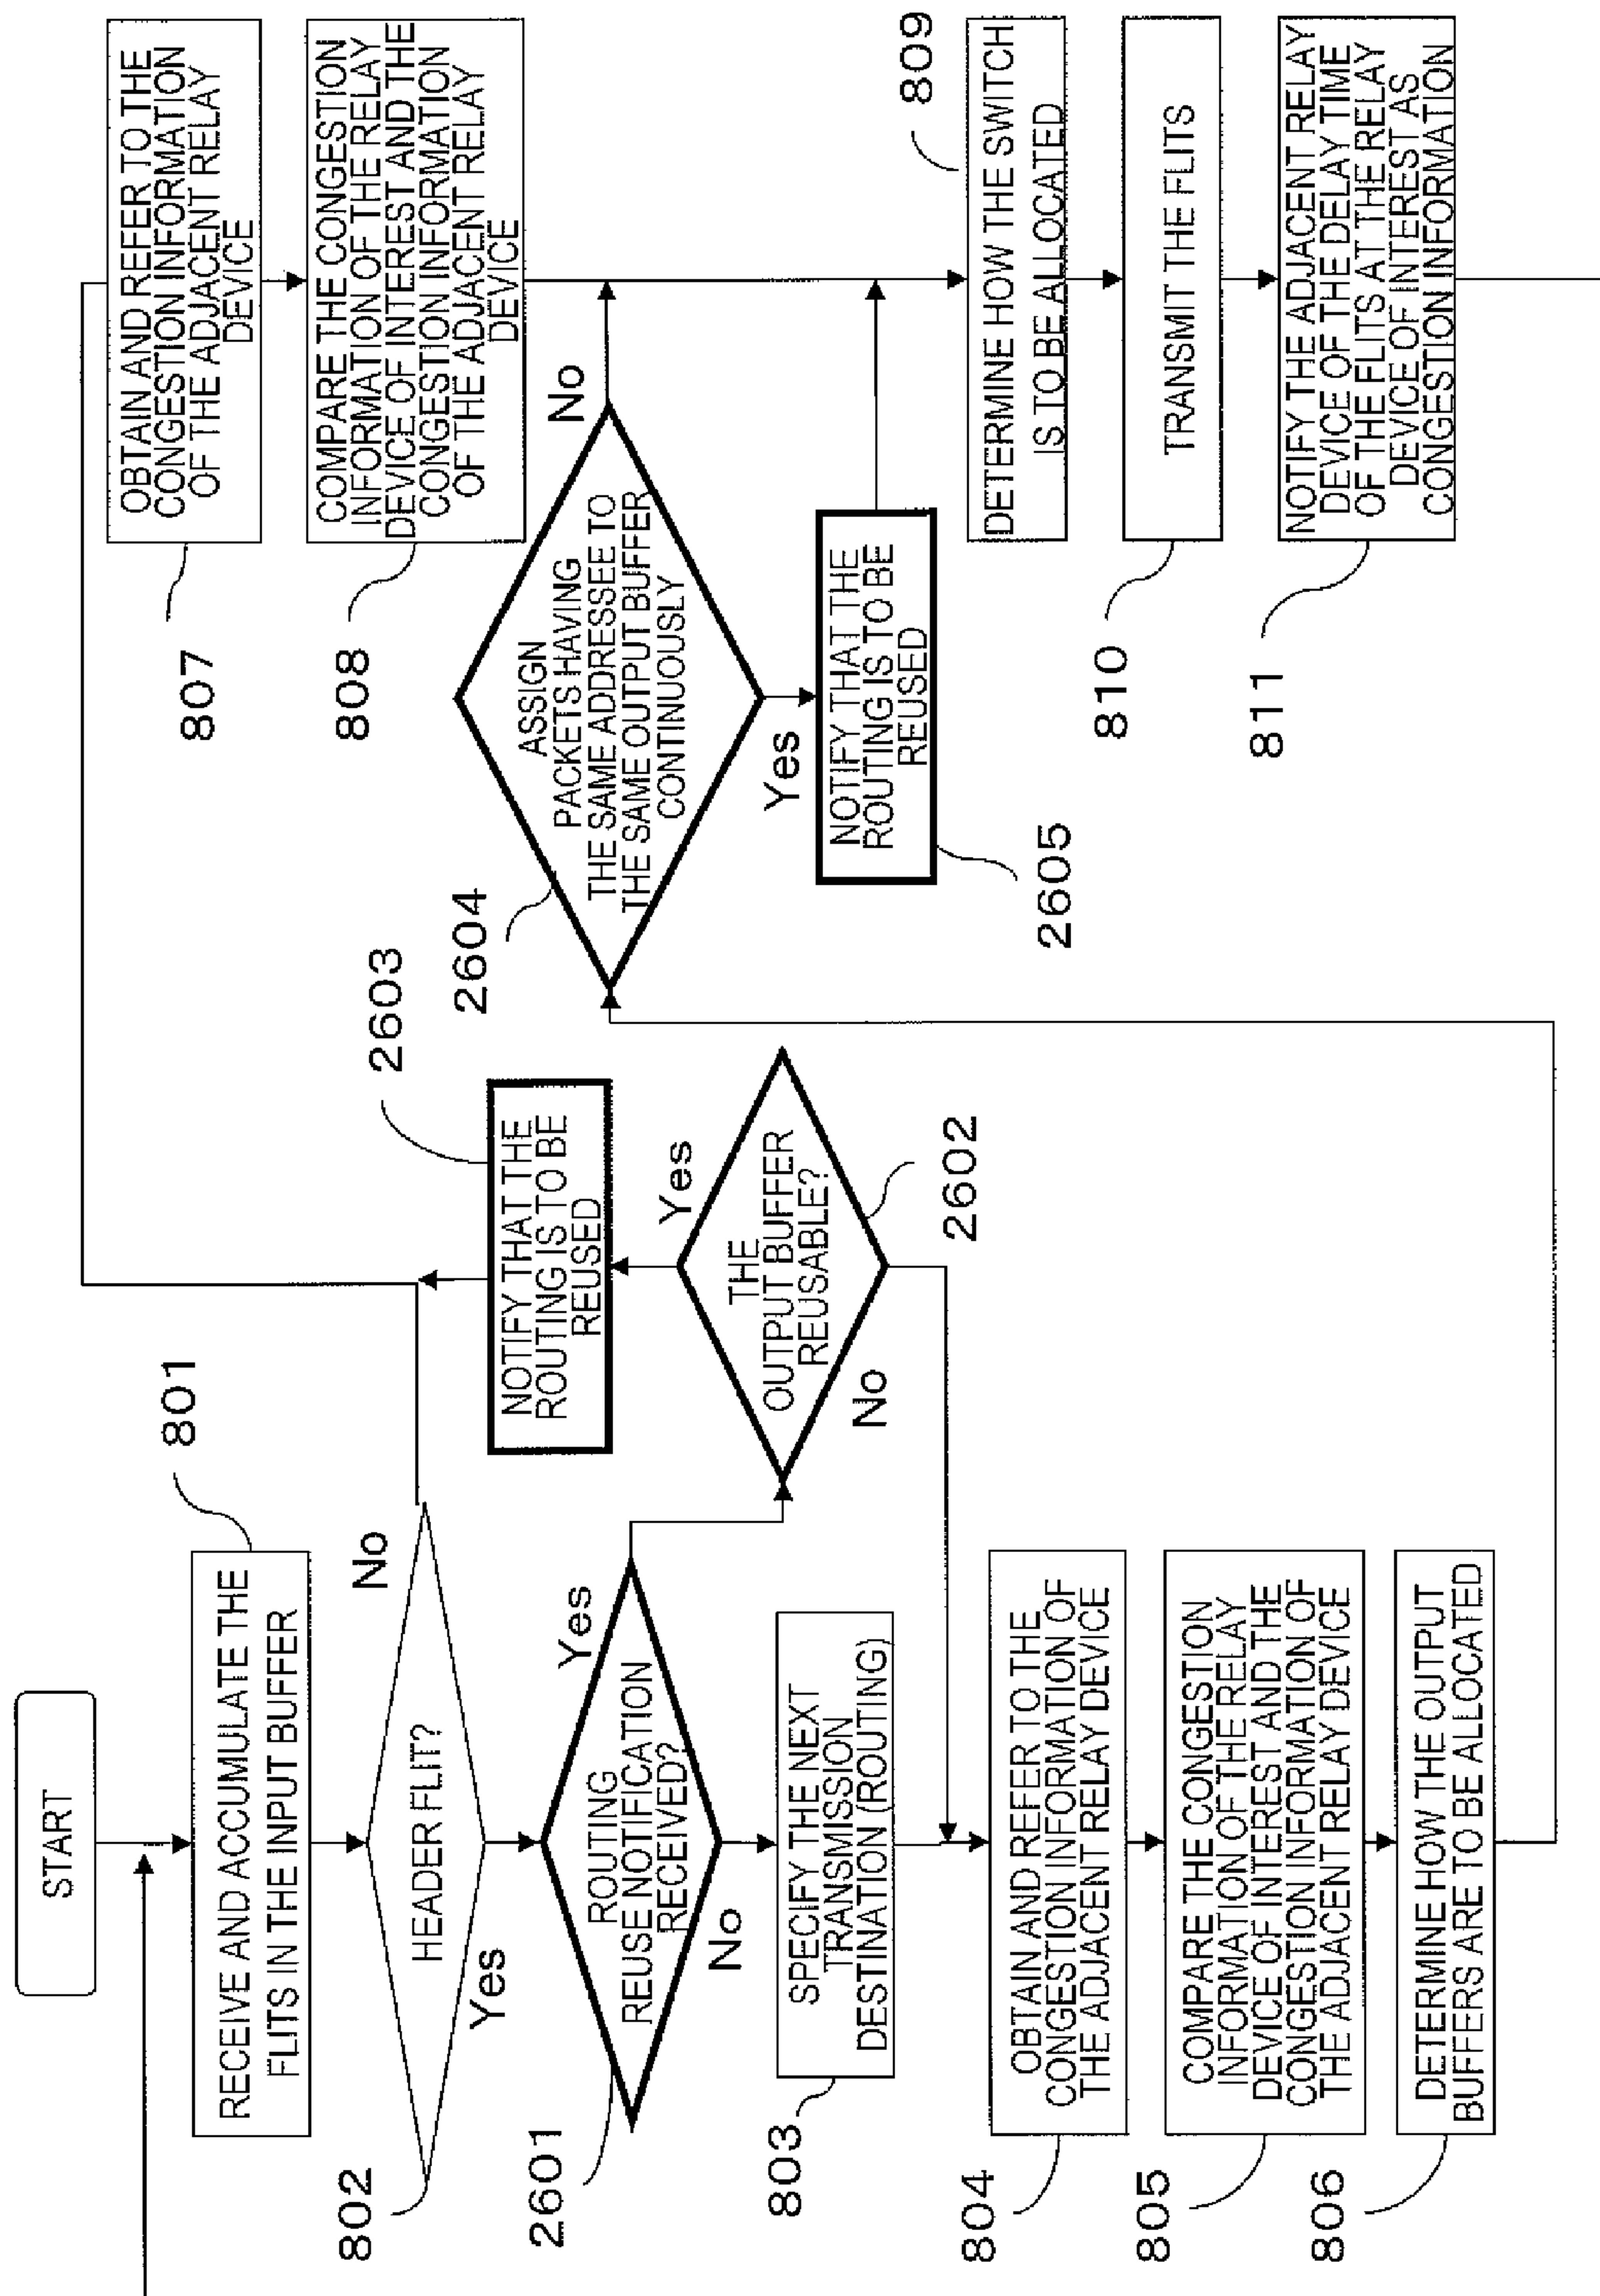 START
801
RECEIVE AND ACCUMULATE THE
FLITS IN THE INPUT BUFFER
802
HEADER FLIT?
No
Yes
2601
ROUTING
REUSE NOTIFICATION
RECEIVED?
Yes
No
803
SPECIFY THE NEXT
TRANSMISSION
DESTINATION (ROUTING)
804
OBTAIN AND REFER TO THE
CONGESTION INFORMATION OF
THE ADJACENT RELAY DEVICE
805
COMPARE THE CONGESTION
INFORMATION OF THE RELAY
DEVICE OF INTEREST AND THE
CONGESTION INFORMATION OF
THE ADJACENT RELAY DEVICE
806
DETERMINE HOW THE OUTPUT
BUFFERS ARE TO BE ALLOCATED
2603
NOTIFY THAT THE
ROUTING IS TO BE
REUSED
Yes
THE
OUTPUT BUFFER
REUSABLE?
No
2602
807
OBTAIN AND REFER TO THE
CONGESTION INFORMATION
OF THE ADJACENT RELAY
DEVICE
808
COMPARE THE CONGESTION
INFORMATION OF THE RELAY
DEVICE OF INTEREST AND THE
CONGESTION INFORMATION
OF THE ADJACENT RELAY
DEVICE
2604
ASSIGN
PACKETS HAVING
THE SAME ADDRESSEE TO
THE SAME OUTPUT BUFFER
CONTINUOUSLY
No
Yes
NOTIFY THAT THE
ROUTING IS TO BE
REUSED
2605
809
DETERMINE HOW THE SWITCH
IS TO BE ALLOCATED
810
TRANSMIT THE FLITS
811
NOTIFY THE ADJACENT RELAY
DEVICE OF THE DELAY TIME
OF THE FLITS AT THE RELAY
DEVICE OF INTEREST AS
CONGESTION INFORMATION